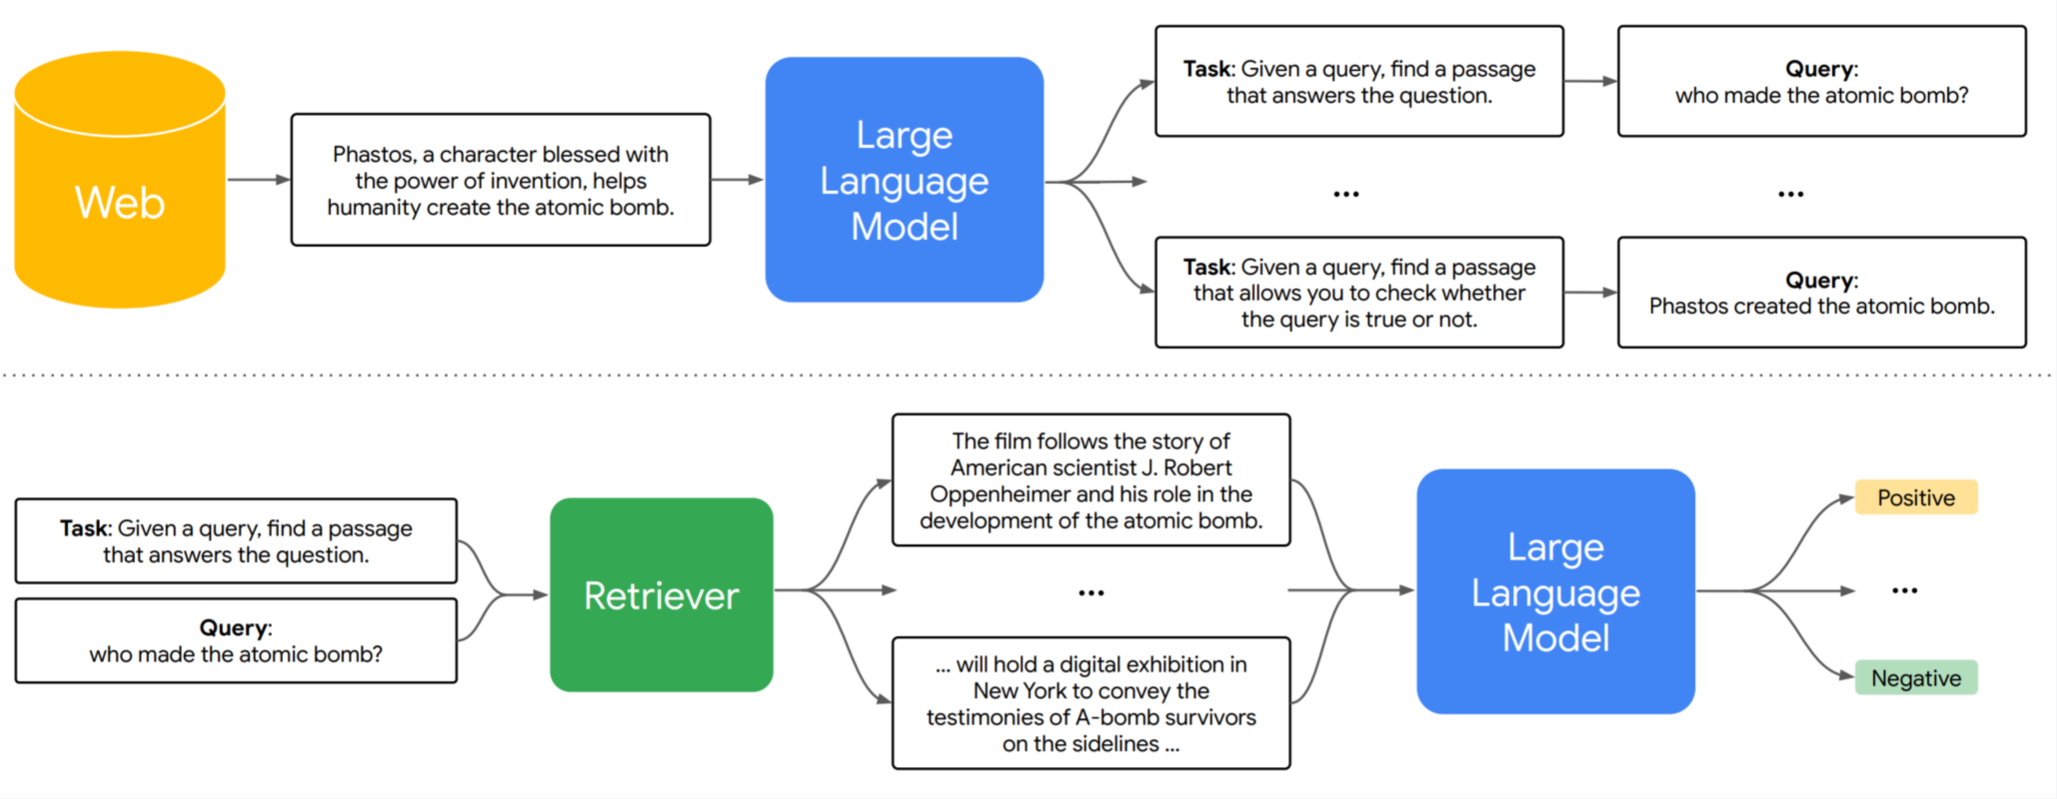 Web
Phastos, a character blessed with
the power of invention, helps
humanity create the atomic bomb.
Large
Language
Model
Task: Given a query, find a passage
that answers the question.
Query:
who made the atomic bomb?
...
...
Task: Given a query, find a passage
that allows you to check whether
the query is true or not.
Query:
Phastos created the atomic bomb.
Task: Given a query, find a passage
that answers the question.
Query:
who made the atomic bomb?
Retriever
The film follows the story of
American scientist J. Robert
Oppenheimer and his role in the
development of the atomic bomb.
...
... will hold a digital exhibition in
New York to convey the
testimonies of A-bomb survivors
on the sidelines ...
Large
Language
Model
Positive
...
Negative